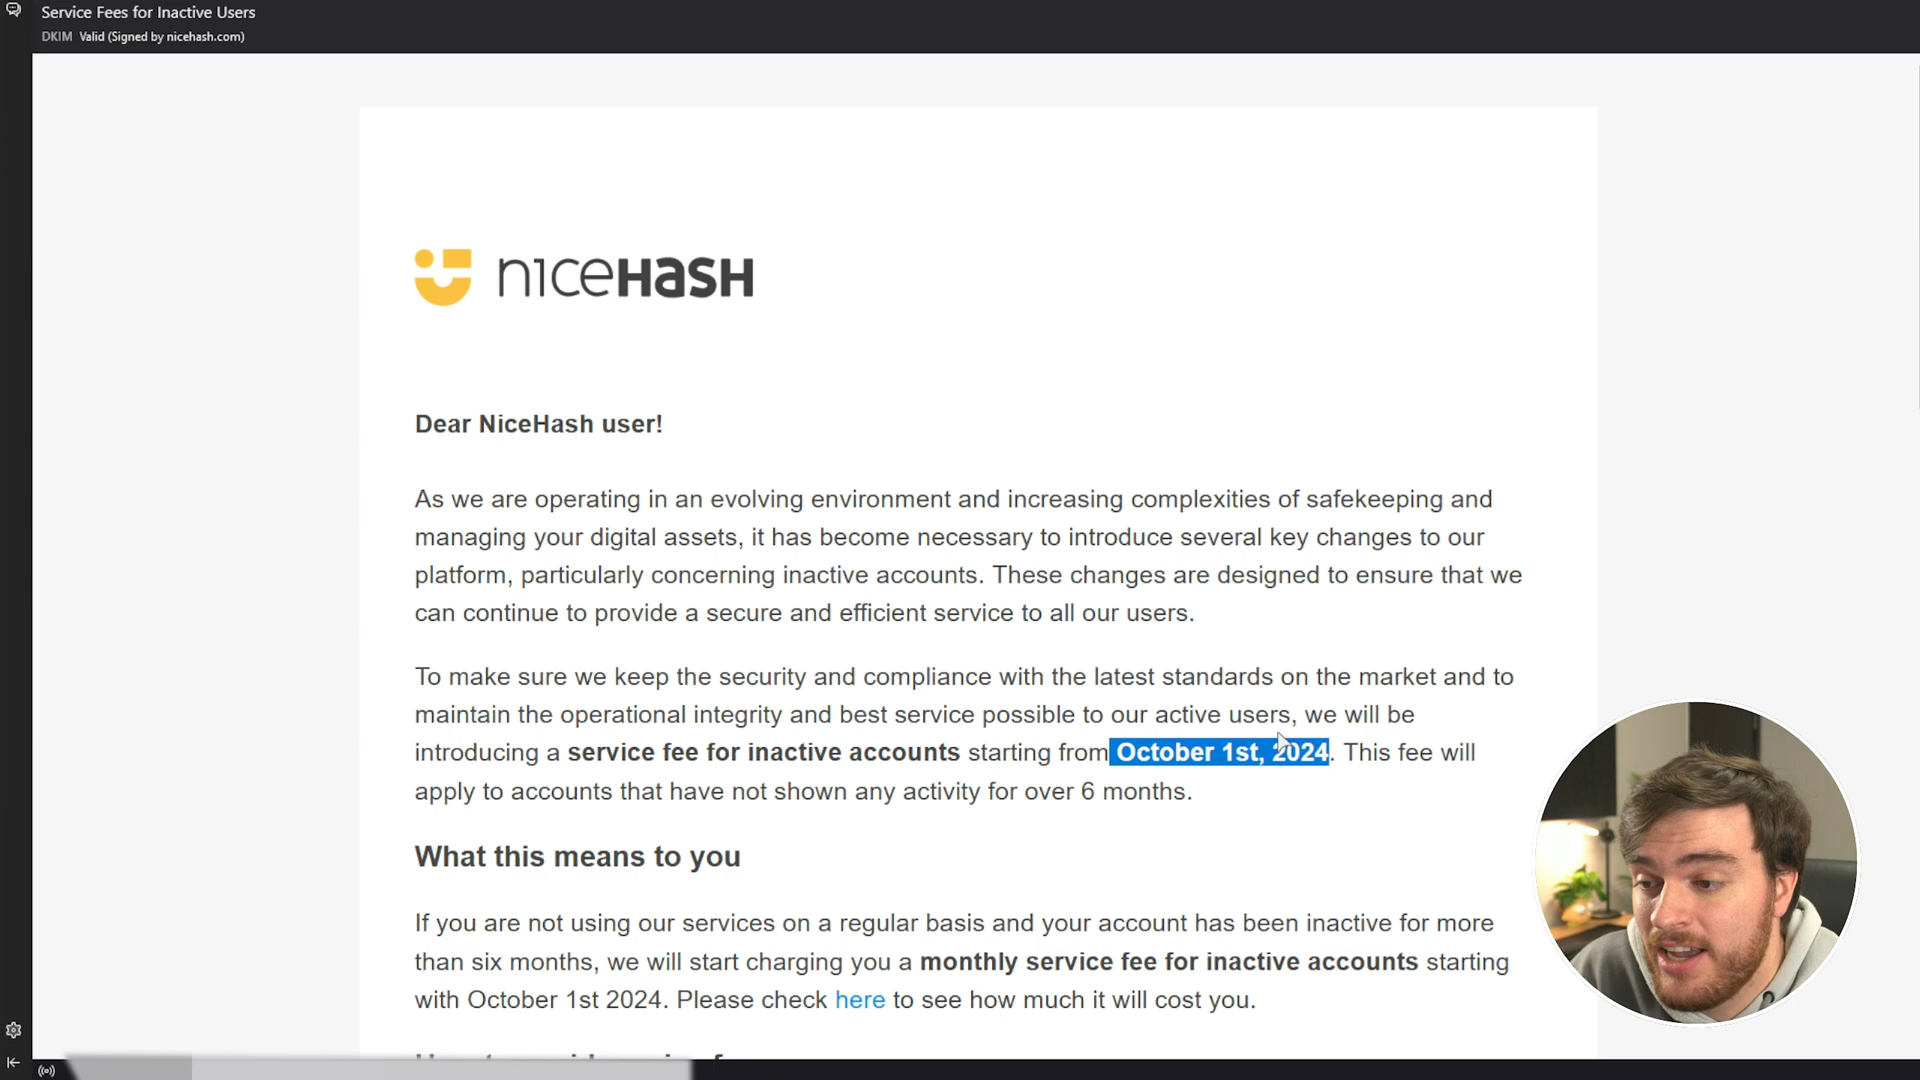 Service Fees for Inactive Users
DKIM Valid (Signed by nicehash.com)
niceHasH
Dear NiceHash user!
As we are operating in an evolving environment and increasing complexities of safekeeping and
managing your digital assets, it has become necessary to introduce several key changes to our
platform, particularly concerning inactive accounts. These changes are designed to ensure that we
can continue to provide a secure and efficient service to all our users.
To make sure we keep the security and compliance with the latest standards on the market and to
maintain the operational integrity and best service possible to our active users, we will be
introducing a service fee for inactive accounts starting from October 1st, 2024. This fee will
apply to accounts that have not shown any activity for over 6 months.
What this means to you
If you are not using our services on a regular basis and your account has been inactive for more
than six months, we will start charging you a monthly service fee for inactive accounts starting
with October 1st 2024. Please check here to see how much it will cost you.